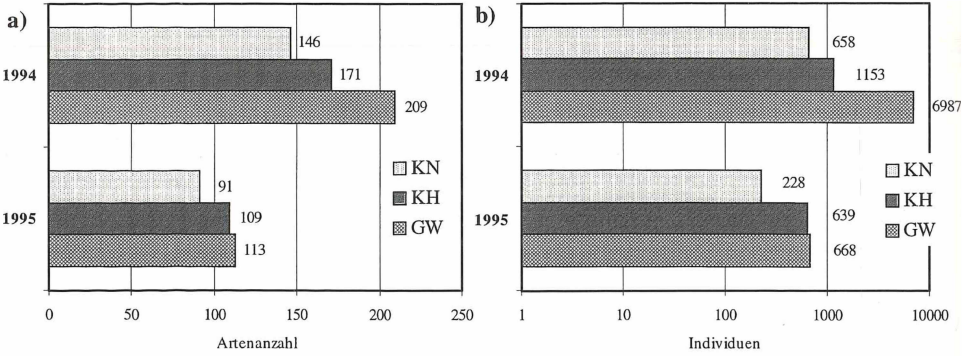 a)
1994
146
171
209
1995
91
109
113
KN
KH
GW
0 50 100 150 200 250
Artenanzahl
b)
1994
658
1153
6987
1995
228
639
668
KN
KH
GW
1 10 100 1000 10000
Individuen